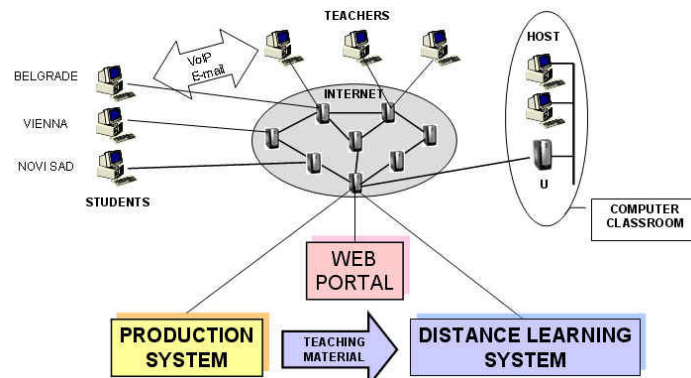 TEACHERS
HOST
VoIP
E-mail
BELGRADE
INTERNET
VIENNA
NOVI SAD
U
STUDENTS
COMPUTER
CLASSROOM
WEB
PORTAL
PRODUCTION
SYSTEM
TEACHING
MATERIAL
DISTANCE LEARNING
SYSTEM